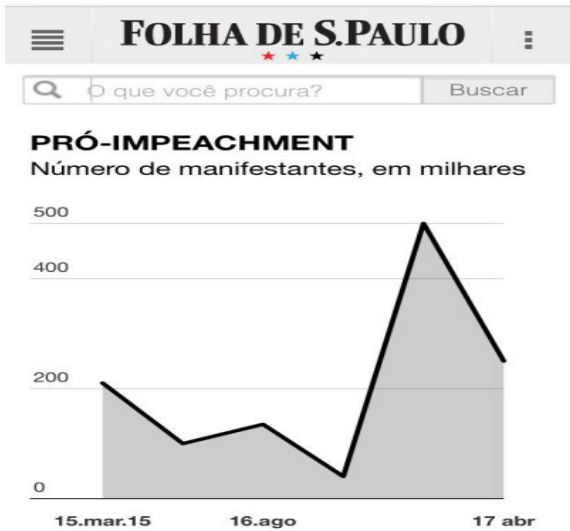 FOLHA DE S.PAULO
O que você procura?
Buscar
PRÓ-IMPEACHMENT
Número de manifestantes, em milhares
500
400
200
0
15.mar.15 16.ago 17 abr